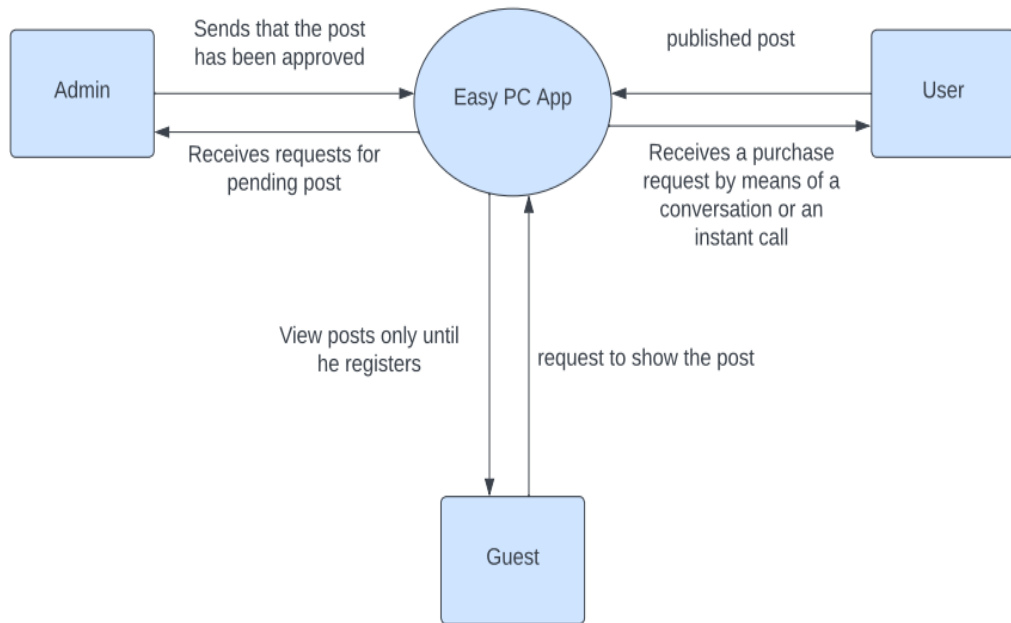 Sends that the post
has been approved
published post
Admin
Easy PC App
User
Receives requests for
pending post
Receives a purchase
request by means of a
conversation or an
instant call
View posts only until
he registers
request to show the post
Guest